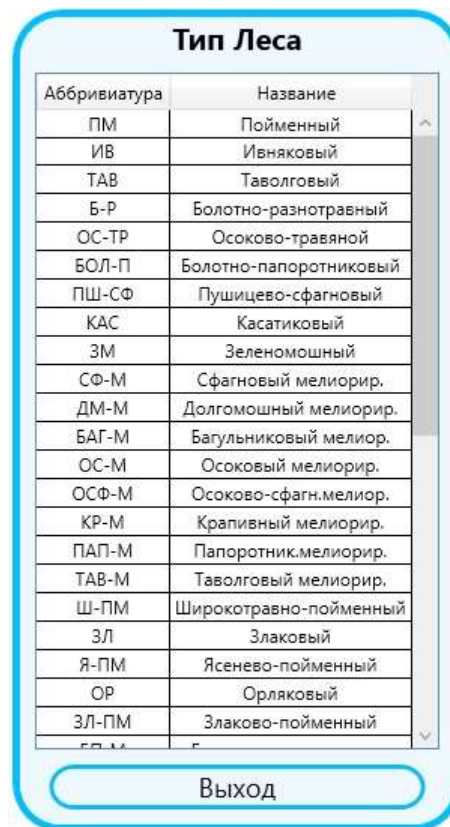 Тип Леса
Аббривиатура Название
ПМ Пойменный
ИВ Ивняковый
ТАВ Таволговый
Б-Р Болотно-разнотравный
ОС-ТР Осоково-травяной
БОЛ-П Болотно-папоротниковый
ПШ-СФ Пушицево-сфагновый
КАС Касатиковый
ЗМ Зеленомошный
СФ-М Сфагновый мелиорир.
ДМ-М Долгомошный мелиорир.
БАГ-М Багульниковый мелиор.
ОС-М Осоковый мелиорир.
ОСФ-М Осоково-сфагн.мелиор.
КР-М Крапивный мелиорир.
ПАП-М Папоротник.мелиорир.
ТАВ-М Таволговый мелиорир.
Ш-ПМ Широкотравно-пойменный
ЗЛ Злаковый
Я-ПМ Ясенево-пойменный
ОР Орляковый
ЗЛ-ПМ Злаково-пойменный
Выход